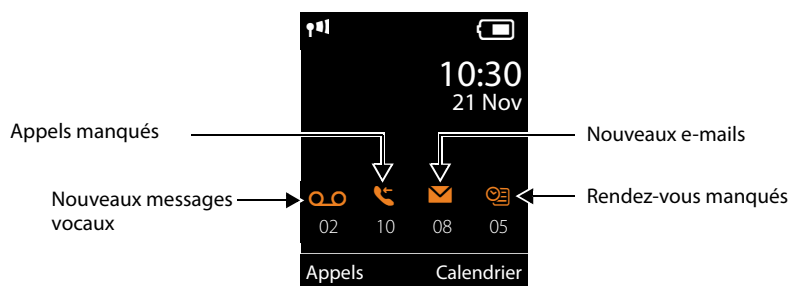 10:30
21 Nov
Appels manqués
Nouveaux e-mails
Nouveaux messages
vocaux
Rendez-vous manqués
02 10 08 05
Appels Calendrier